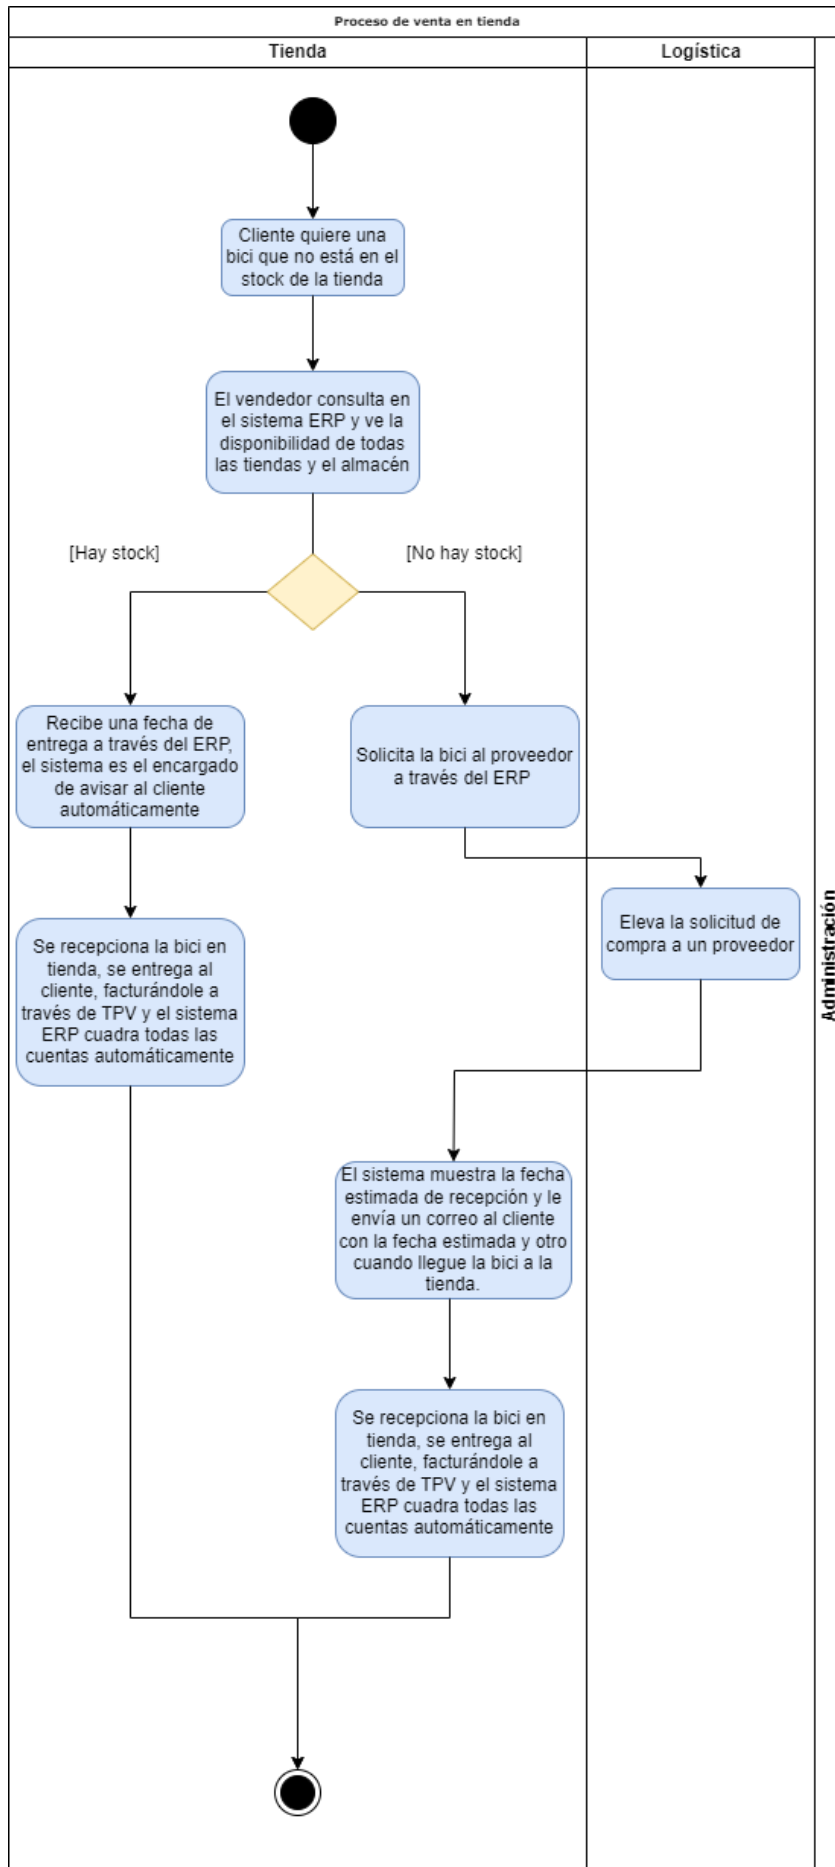 Proceso de venta en tienda
Tienda
Logística
Administración
Cliente quiere una
bici que no está en el
stock de la tienda
El vendedor consulta en
el sistema ERP y ve la
disponibilidad de todas
las tiendas y el almacén
[Hay stock]
[No hay stock]
Recibe una fecha de
entrega a través del ERP,
el sistema es el encargado
de avisar al cliente
automáticamente
Solicita la bici al proveedor
a través del ERP
Eleva la solicitud de
compra a un proveedor
Se recepciona la bici en
tienda, se entrega al
cliente, facturándole a
través de TPV y el sistema
ERP cuadra todas las
cuentas automáticamente
El sistema muestra la fecha
estimada de recepción y le
envía un correo al cliente
con la fecha estimada y otro
cuando llegue la bici a la
tienda.
Se recepciona la bici en
tienda, se entrega al
cliente, facturándole a
través de TPV y el sistema
ERP cuadra todas las
cuentas automáticamente